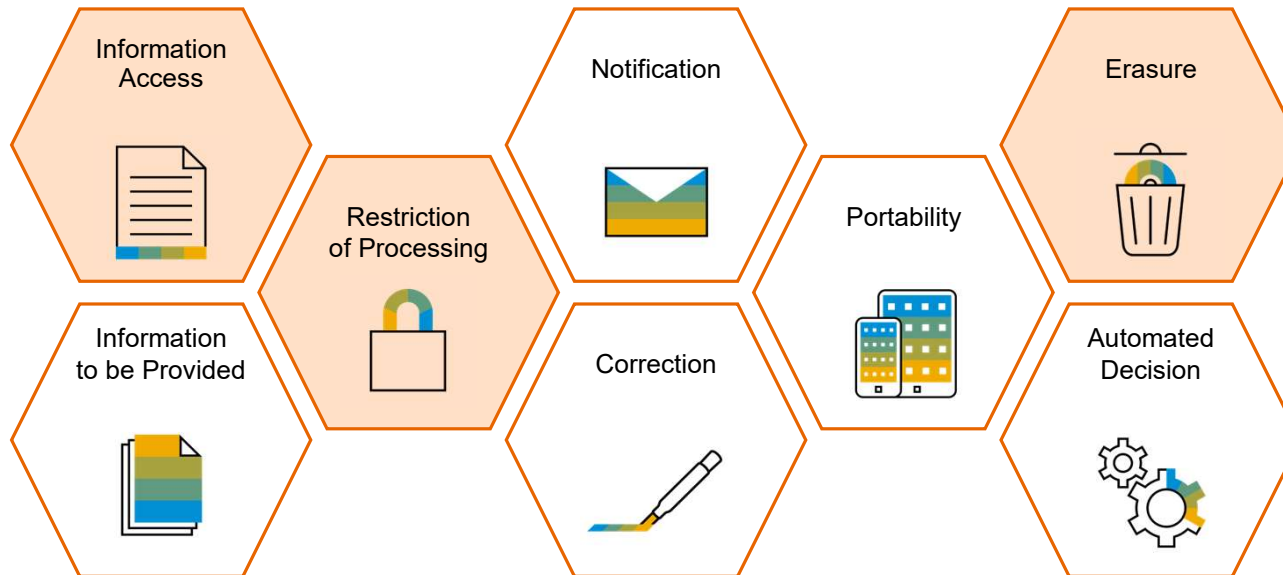 Information
Access
Notification
Erasure
Restriction
of Processing
Portability
Information
to be Provided
Correction
Automated
Decision